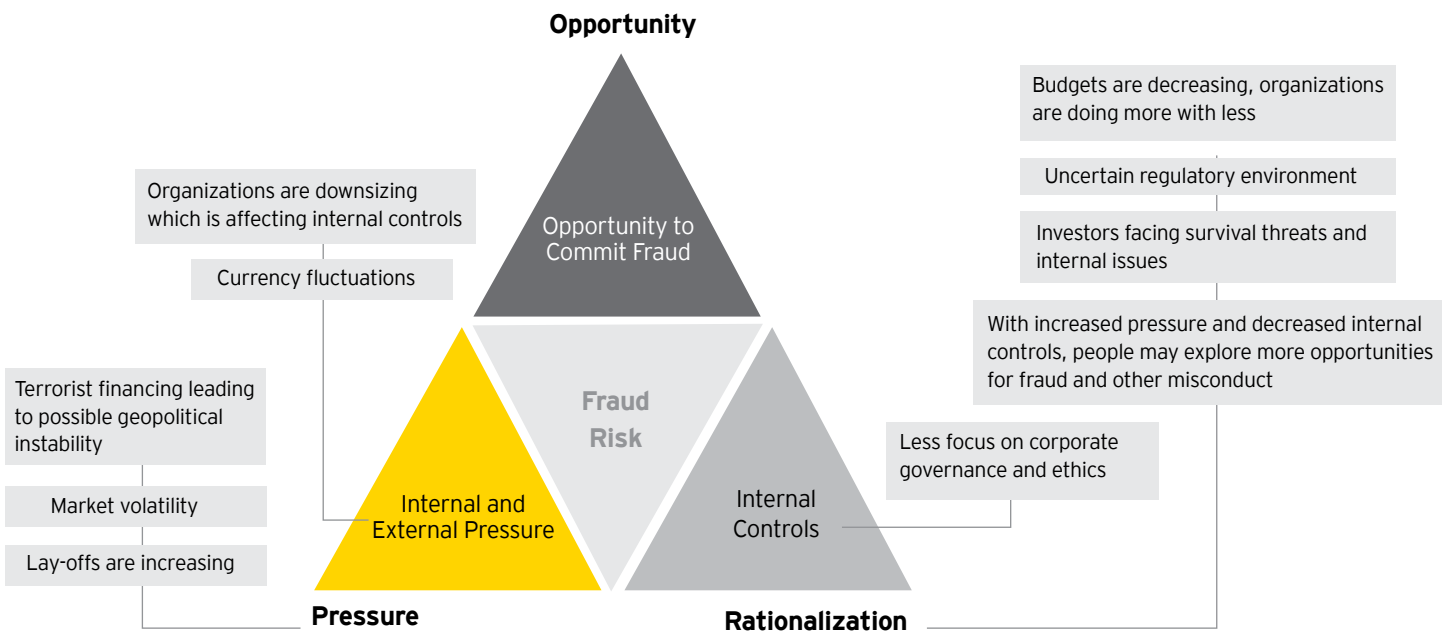 Opportunity
Opportunity to
Commit Fraud
Organizations are downsizing
which is affecting internal controls
Currency fluctuations
Terrorist financing leading
to possible geopolitical
instability
Market volatility
Lay-offs are increasing
Internal and
External Pressure
Pressure
Fraud
Risk
Internal
Controls
Rationalization
Budgets are decreasing, organizations
are doing more with less
Uncertain regulatory environment
Investors facing survival threats and
internal issues
With increased pressure and decreased internal
controls, people may explore more opportunities
for fraud and other misconduct
Less focus on corporate
governance and ethics